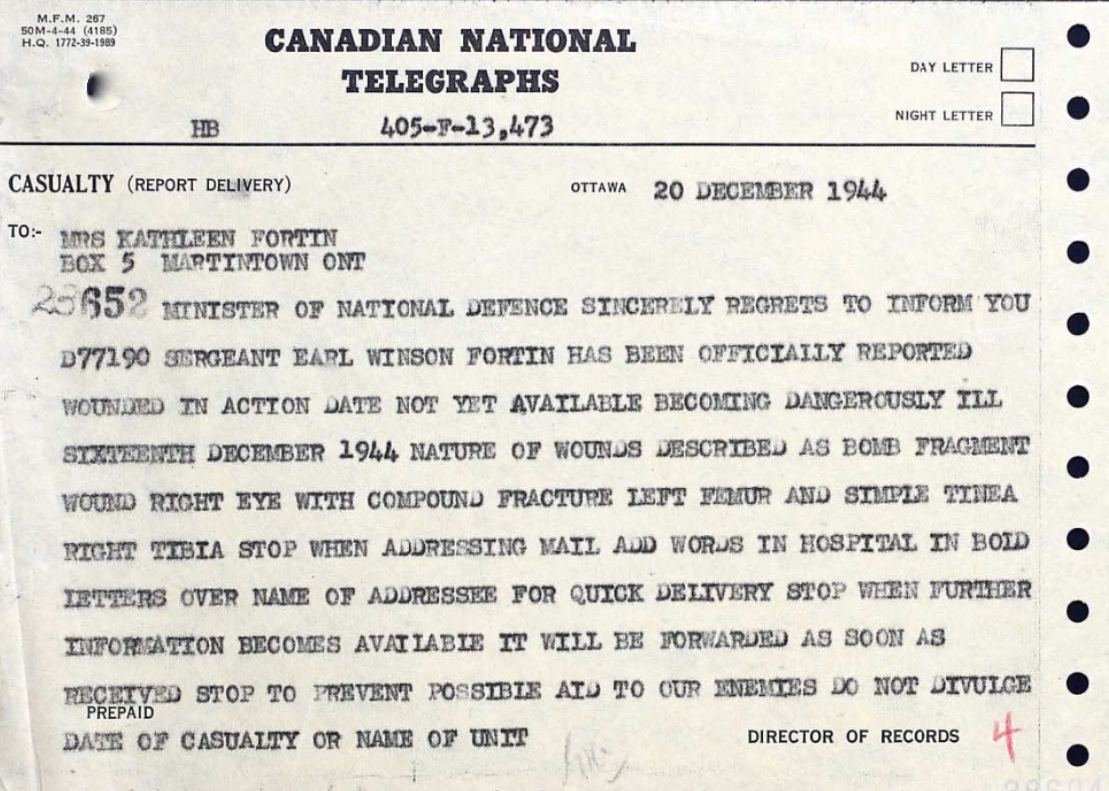 M.F.M. 267
50M-4-44 (4185)
H.Q. 1772-39-1989
CANADIAN NATIONAL
TELEGRAPHS
DAY LETTER
NIGHT LETTER
HB 405-F-13,473
CASUALTY (REPORT DELIVERY) OTTAWA 20 DECEMBER 1944
TO:- MRS KATHLEEN FORTIN
BOX 5 MARTINTOWN ONT
23652 MINISTER OF NATIONAL DEFENCE SINCERELY REGRETS TO INFORM YOU
D77190 SERGEANT EARL WINSON FORTIN HAS BEEN OFFICIALLY REPORTED
WOUNDED IN ACTION DATE NOT YET AVAILABLE BECOMING DANGEROUSLY ILL
SIXTEENTH DECEMBER 1944 NATURE OF WOUNDS DESCRIBED AS BOMB FRAGMENT
WOUND RIGHT EYE WITH COMPOUND FRACTURE LEFT FEMUR AND SIMPLE TINEA
RIGHT TIBIA STOP WHEN ADDRESSING MAIL ADD WORDS IN HOSPITAL IN BOLD
LETTERS OVER NAME OF ADDRESSEE FOR QUICK DELIVERY STOP WHEN FURTHER
INFORMATION BECOMES AVAILABLE IT WILL BE FORWARDED AS SOON AS
RECEIVED STOP TO PREVENT POSSIBLE AID TO OUR ENEMIES DO NOT DIVULGE
PREPAID
DATE OF CASUALTY OR NAME OF UNIT DIRECTOR OF RECORDS 4